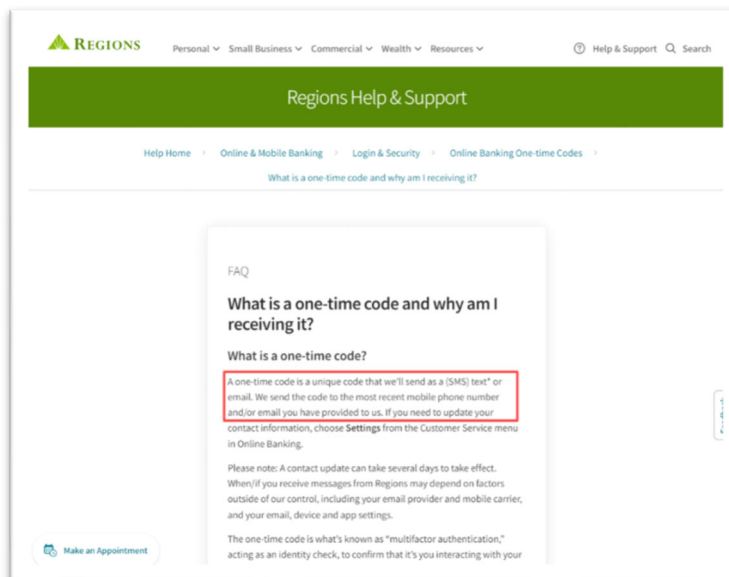 REGIONS Personal Small Business Commercial Wealth Resources Help & Support Search
Regions Help & Support
Help Home Online & Mobile Banking Login & Security Online Banking One-time Codes
What is a one-time code and why am I receiving it?
FAQ
What is a one-time code and why am I
receiving it?
What is a one-time code?
A one-time code is a unique code that we'll send as a (SMS) text* or
email. We send the code to the most recent mobile phone number
and/or email you have provided to us. If you need to update your
contact information, choose Settings from the Customer Service menu
in Online Banking.
Please note: A contact update can take several days to take effect.
When/if you receive messages from Regions may depend on factors
outside of our control, including your email provider and mobile carrier,
and your email, device and app settings.
The one-time code is what's known as “multifactor authentication,”
acting as an identity check, to confirm that it's you interacting with your
Make an Appointment